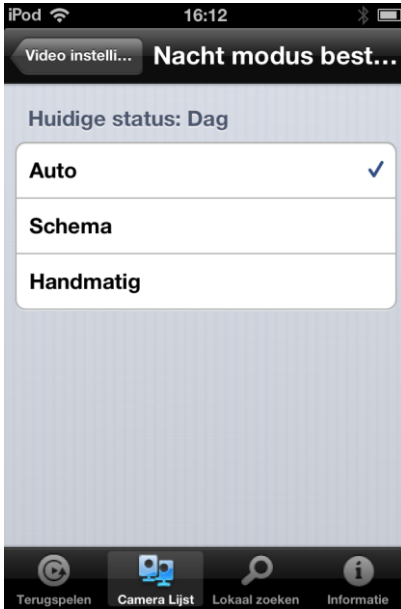 iPod 16:12
Video instelli... Nacht modus best...
Huidige status: Dag
Auto
Schema
Handmatig
Terugspelen Camera Lijst Lokaal zoeken Informatie